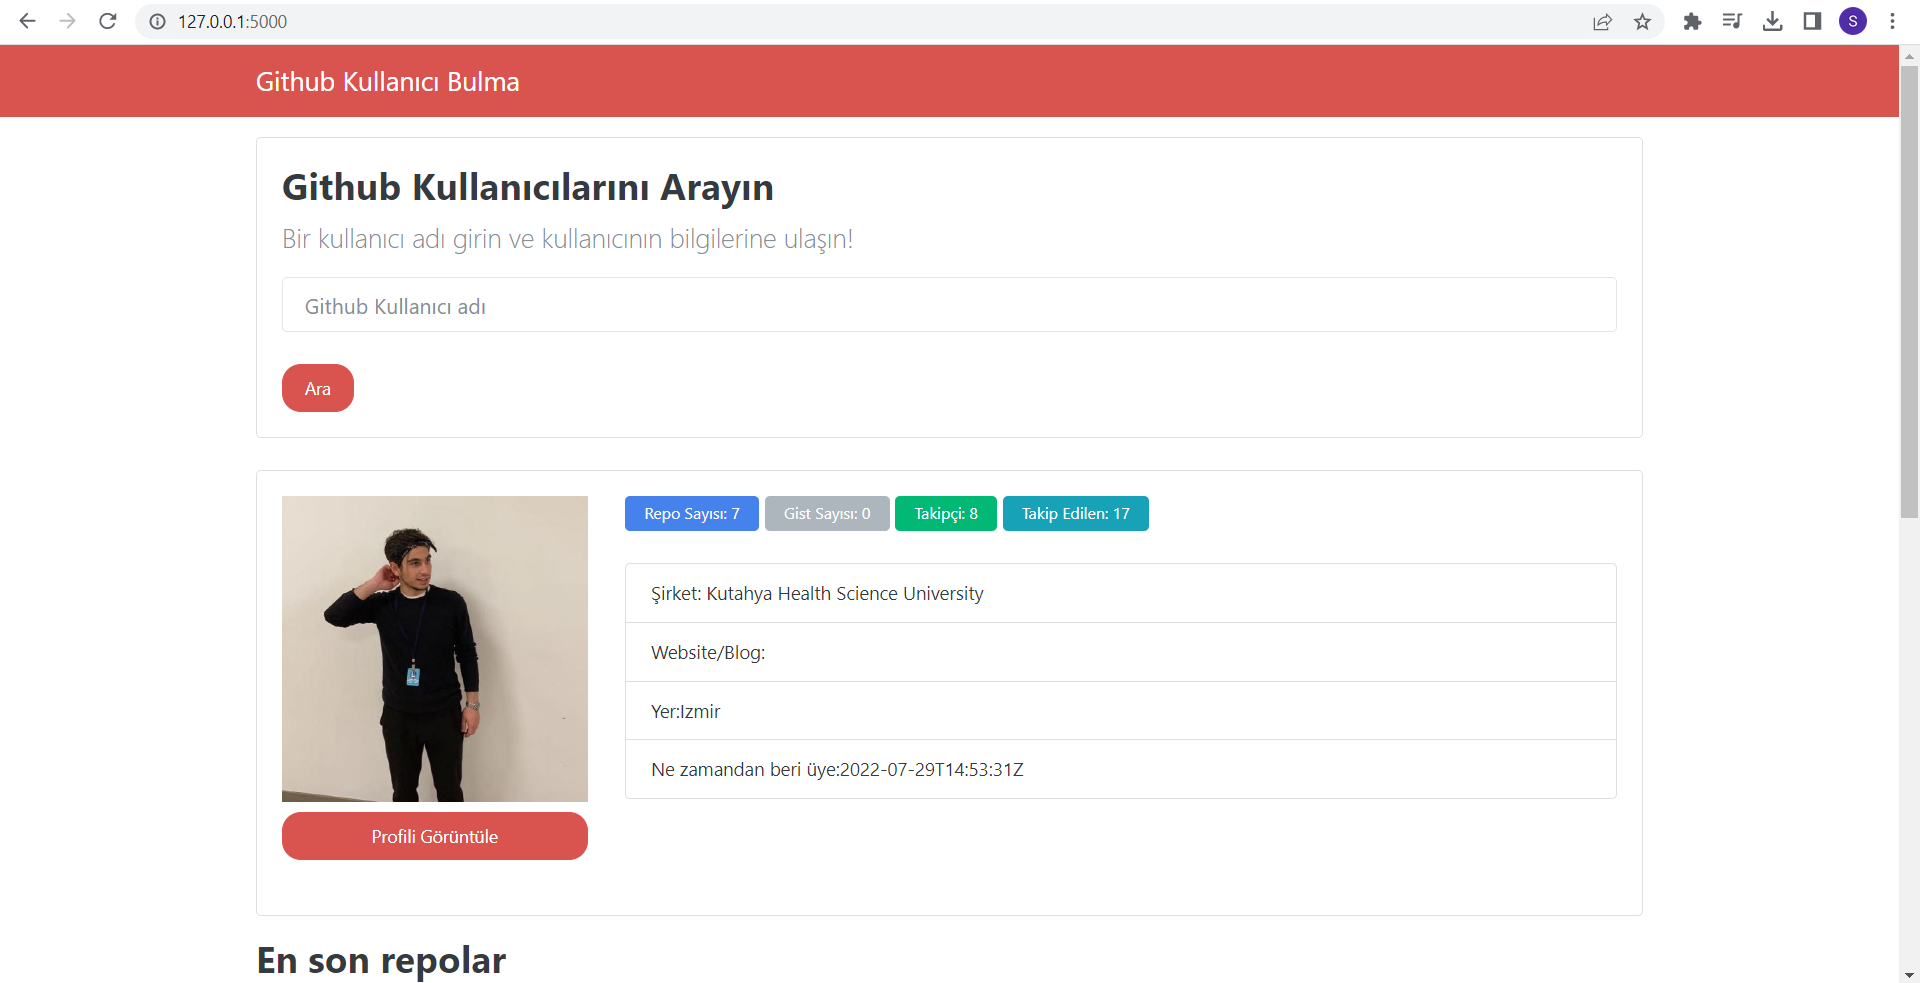 127.0.0.1:5000
S
Github Kullanıcı Bulma
Github Kullanıcılarını Arayın
Bir kullanıcı adı girin ve kullanıcının bilgilerine ulaşın!
Github Kullanıcı adı
Ara
Repo Sayısı: 7
Gist Sayısı: 0
Takipçi: 8
Takip Edilen: 17
Şirket: Kutahya Health Science University
Website/Blog:
Yer:Izmir
Ne zamandan beri üye:2022-07-29T14:53:31Z
Profili Görüntüle
En son repolar